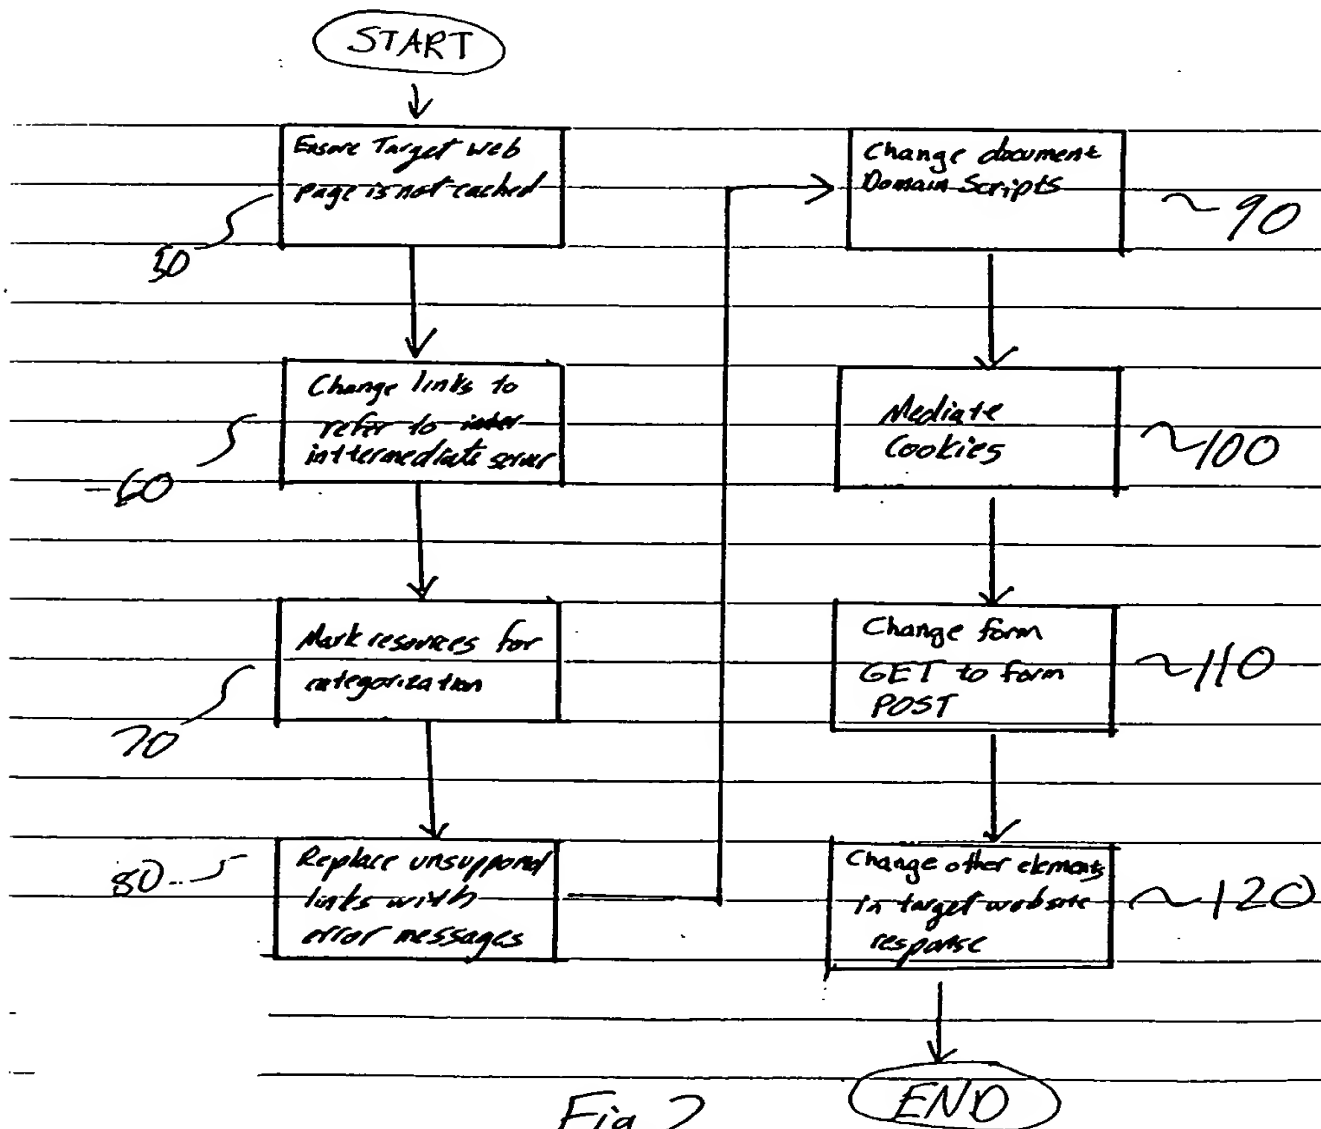 START
Ensure Target web
page is not cached
50
Change links to
refer to inter
inttermediate server
60
Mark resources for
categorization
70
Replace unsupported
links with
error messages
80
Change document
Domain Scripts
~90
Mediate
Cookies
~100
Change form
GET to form
POST
~110
Change other elements
in target website
response
~120
END
Fig 2